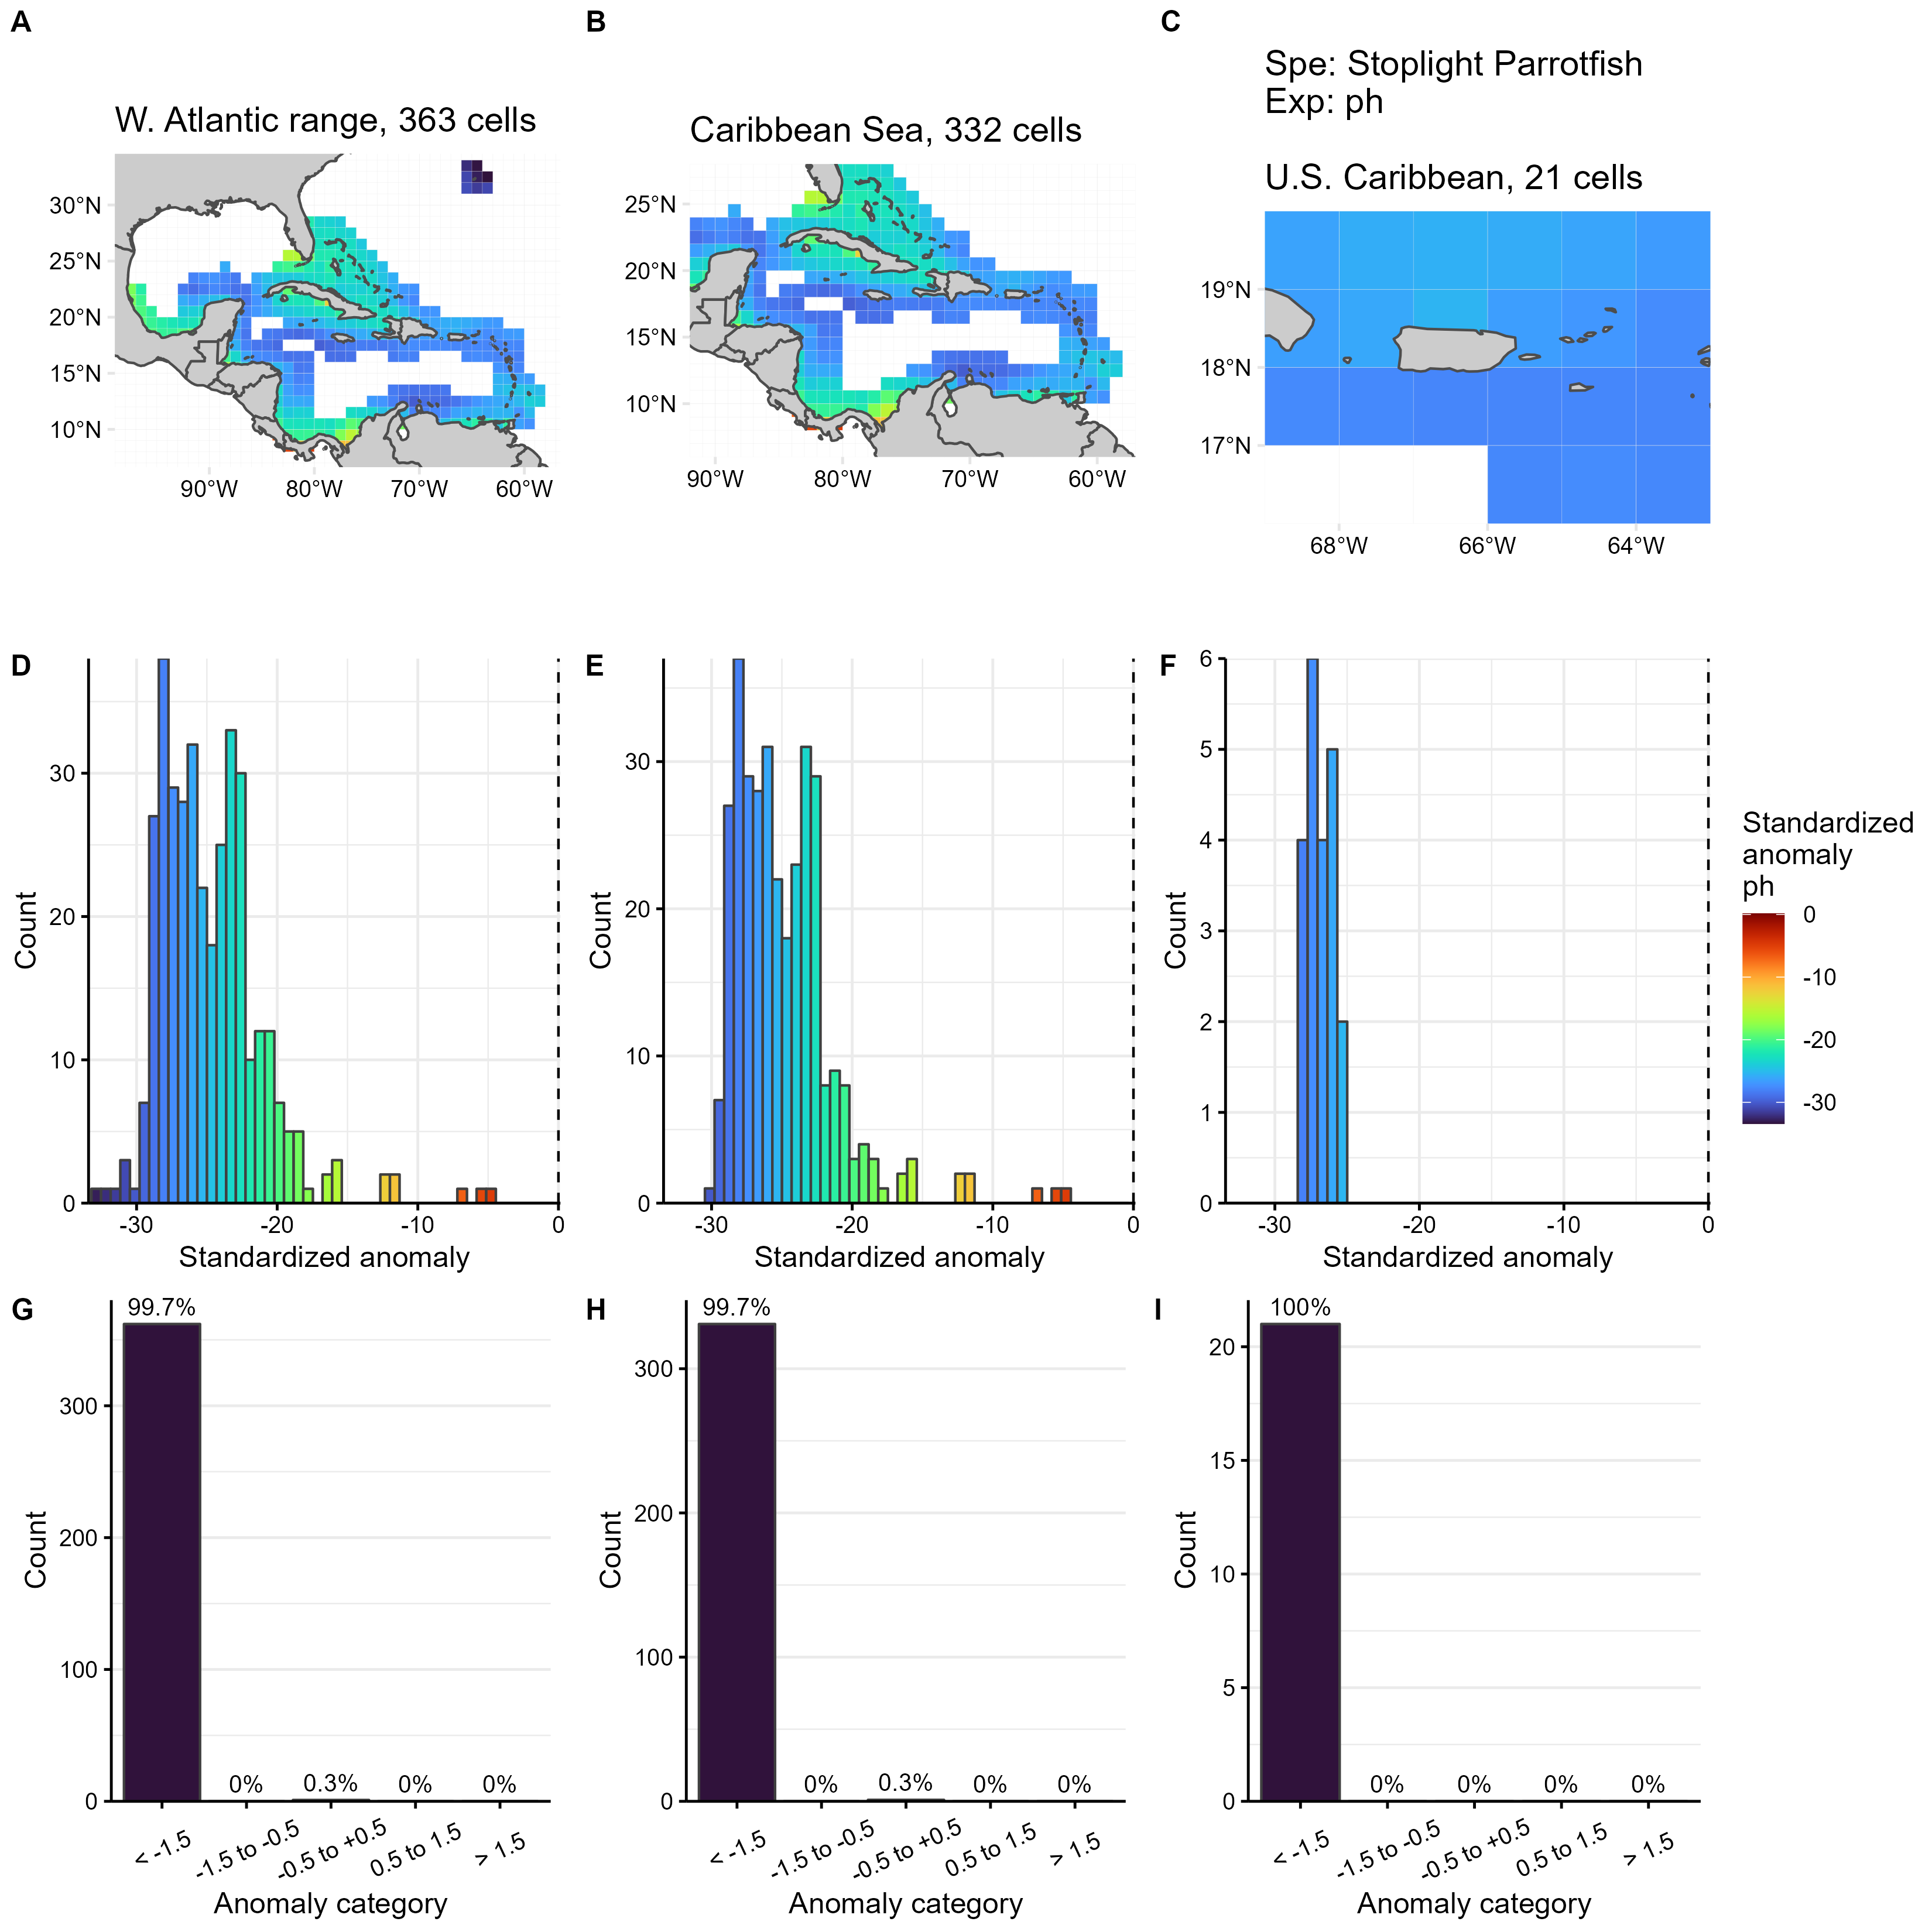 A
B
C
W. Atlantic range, 363 cells
30°N
25°N
20°N
15°N
10°N
90°W 80°W 70°W 60°W
Caribbean Sea, 332 cells
25°N
20°N
15°N
10°N
90°W 80°W 70°W 60°W
Spe: Stoplight Parrotfish
Exp: ph
U.S. Caribbean, 21 cells
19°N
18°N
17°N
68°W 66°W 64°W
D
Count
30
20
10
0
-30 -20 -10 0
Standardized anomaly
E
Count
30
20
10
0
-30 -20 -10 0
Standardized anomaly
F
Count
6
5
4
3
2
1
0
-30 -20 -10 0
Standardized anomaly
Standardized
anomaly
ph
0
-10
-20
-30
G
Count
300
200
100
0
99.7%
0% 0.3% 0% 0%
< -1.5 -1.5 to -0.5 -0.5 to +0.5 0.5 to 1.5 > 1.5
Anomaly category
H
Count
300
200
100
0
99.7%
0% 0.3% 0% 0%
< -1.5 -1.5 to -0.5 -0.5 to +0.5 0.5 to 1.5 > 1.5
Anomaly category
I
Count
20
15
10
5
0
100%
0% 0% 0% 0%
< -1.5 -1.5 to -0.5 -0.5 to +0.5 0.5 to 1.5 > 1.5
Anomaly category